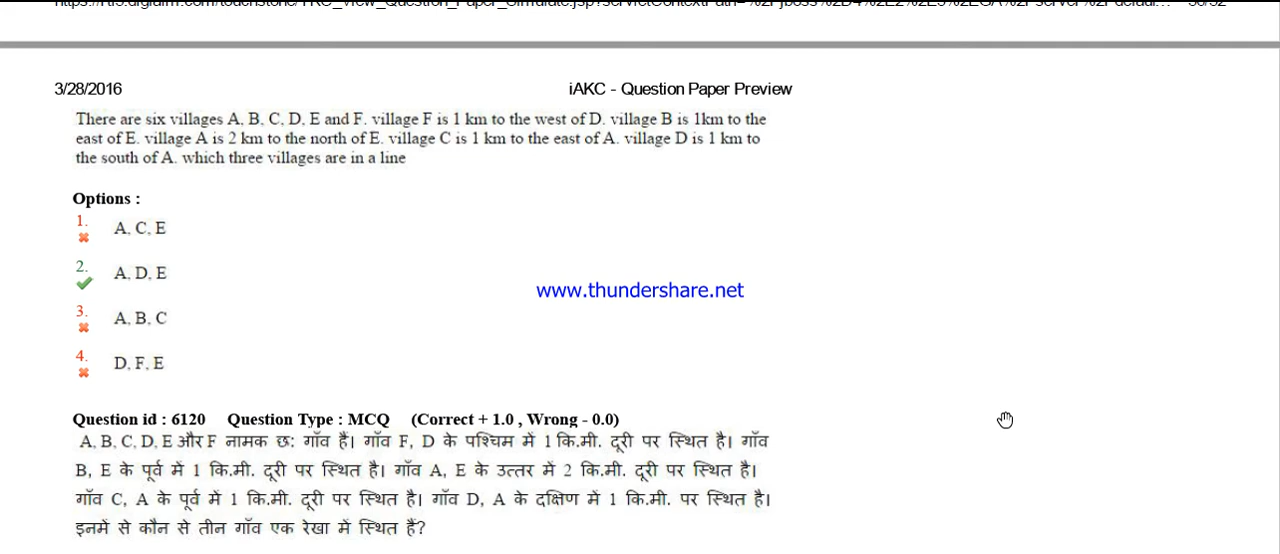 3/28/2016 iAKC - Question Paper Preview
There are six villages A, B, C, D, E and F. village F is 1 km to the west of D. village B is 1km to the
east of E. village A is 2 km to the north of E. village C is 1 km to the east of A. village D is 1 km to
the south of A. which three villages are in a line
Options :
1. A, C, E
2. A, D, E
www.thundershare.net
3. A, B, C
4. D, F, E
Question id : 6120 Question Type : MCQ (Correct + 1.0 , Wrong - 0.0)
A, B, C, D, E और F नामक छः गाँव हैं। गाँव F, D के पश्चिम में 1 कि.मी. दूरी पर स्थित है। गाँव
B, E के पूर्व में 1 कि.मी. दूरी पर स्थित है। गाँव A, E के उत्तर में 2 कि.मी. दूरी पर स्थित है।
गाँव C, A के पूर्व में 1 कि.मी. दूरी पर स्थित है। गाँव D, A के दक्षिण में 1 कि.मी. पर स्थित है।
इनमें से कौन से तीन गाँव एक रेखा में स्थित हैं?